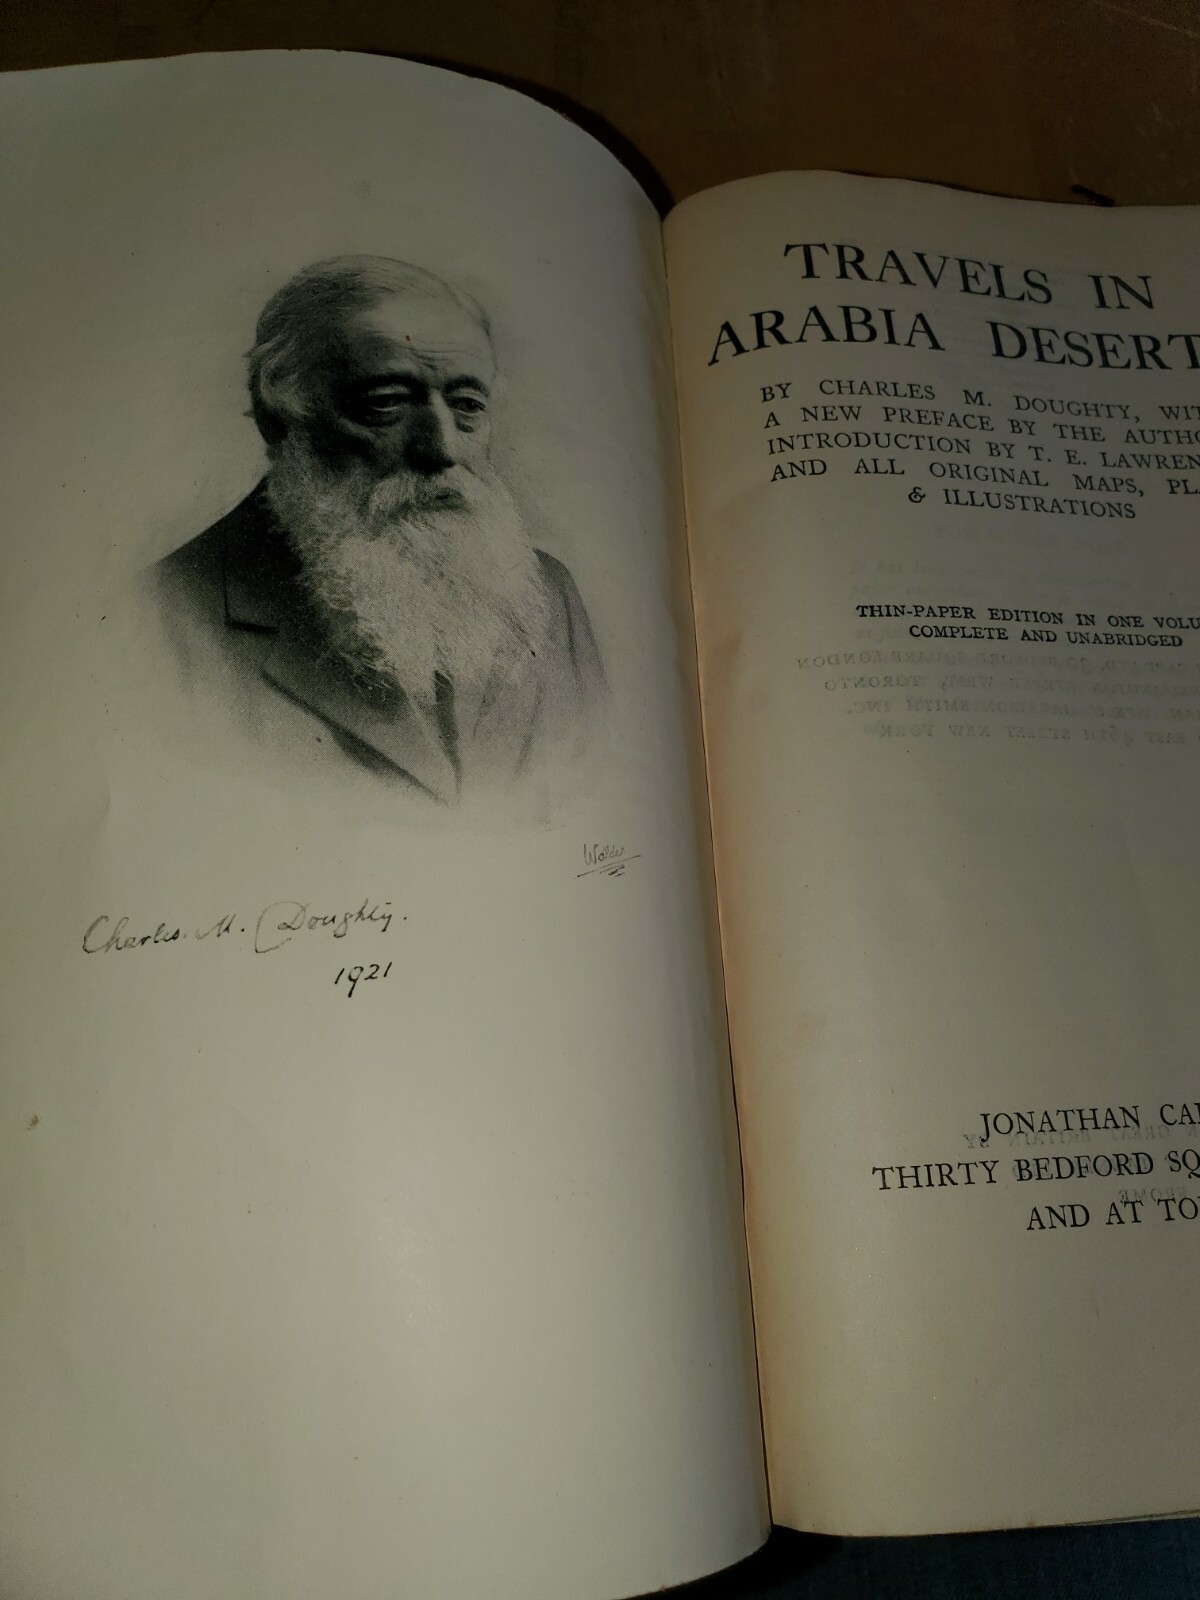 Walder
Charles. M. Doughty.
1921
TRAVELS IN
ARABIA DESERT
BY CHARLES M. DOUGHTY, WIT
A NEW PREFACE BY THE AUTHO
INTRODUCTION BY T. E. LAWREN
AND ALL ORIGINAL MAPS, PLA
& ILLUSTRATIONS
THIN-PAPER EDITION IN ONE VOLU
COMPLETE AND UNABRIDGED
JONATHAN CA
THIRTY BEDFORD SQ
AND AT TO